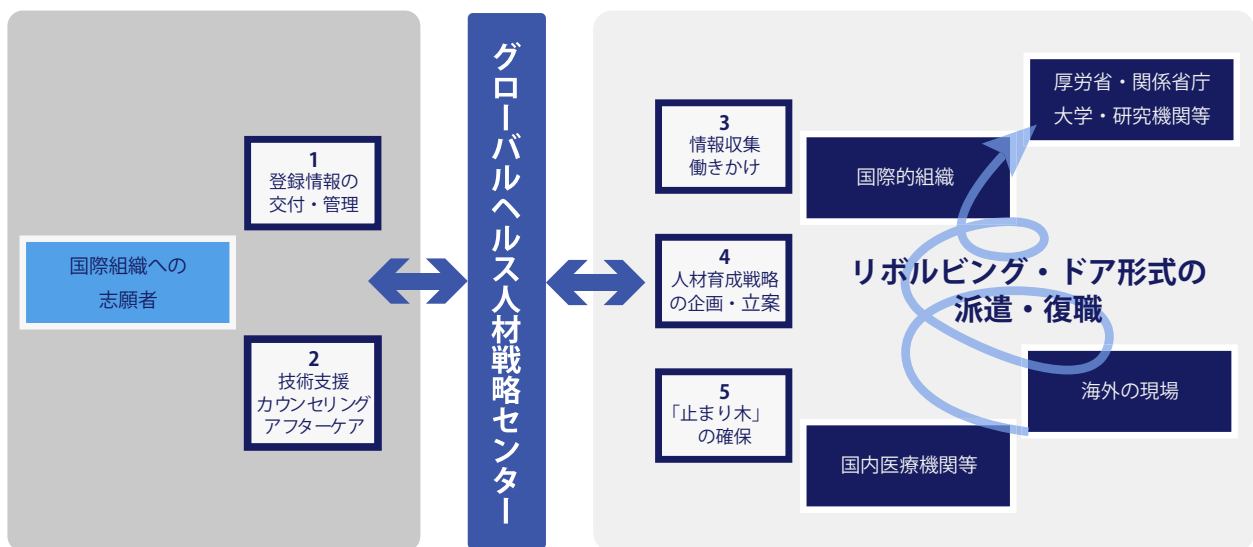 国際組織への
志願者
1
登録情報の
交付・管理
2
技術支援
カウンセリング
アフターケア
グローバルヘルス人材戦略センター
3
情報収集
働きかけ
4
人材育成戦略
の企画・立案
5
「止まり木」
の確保
厚労省・関係省庁
大学・研究機関等
国際的組織
リボルビング・ドア形式の
派遣・復職
海外の現場
国内医療機関等